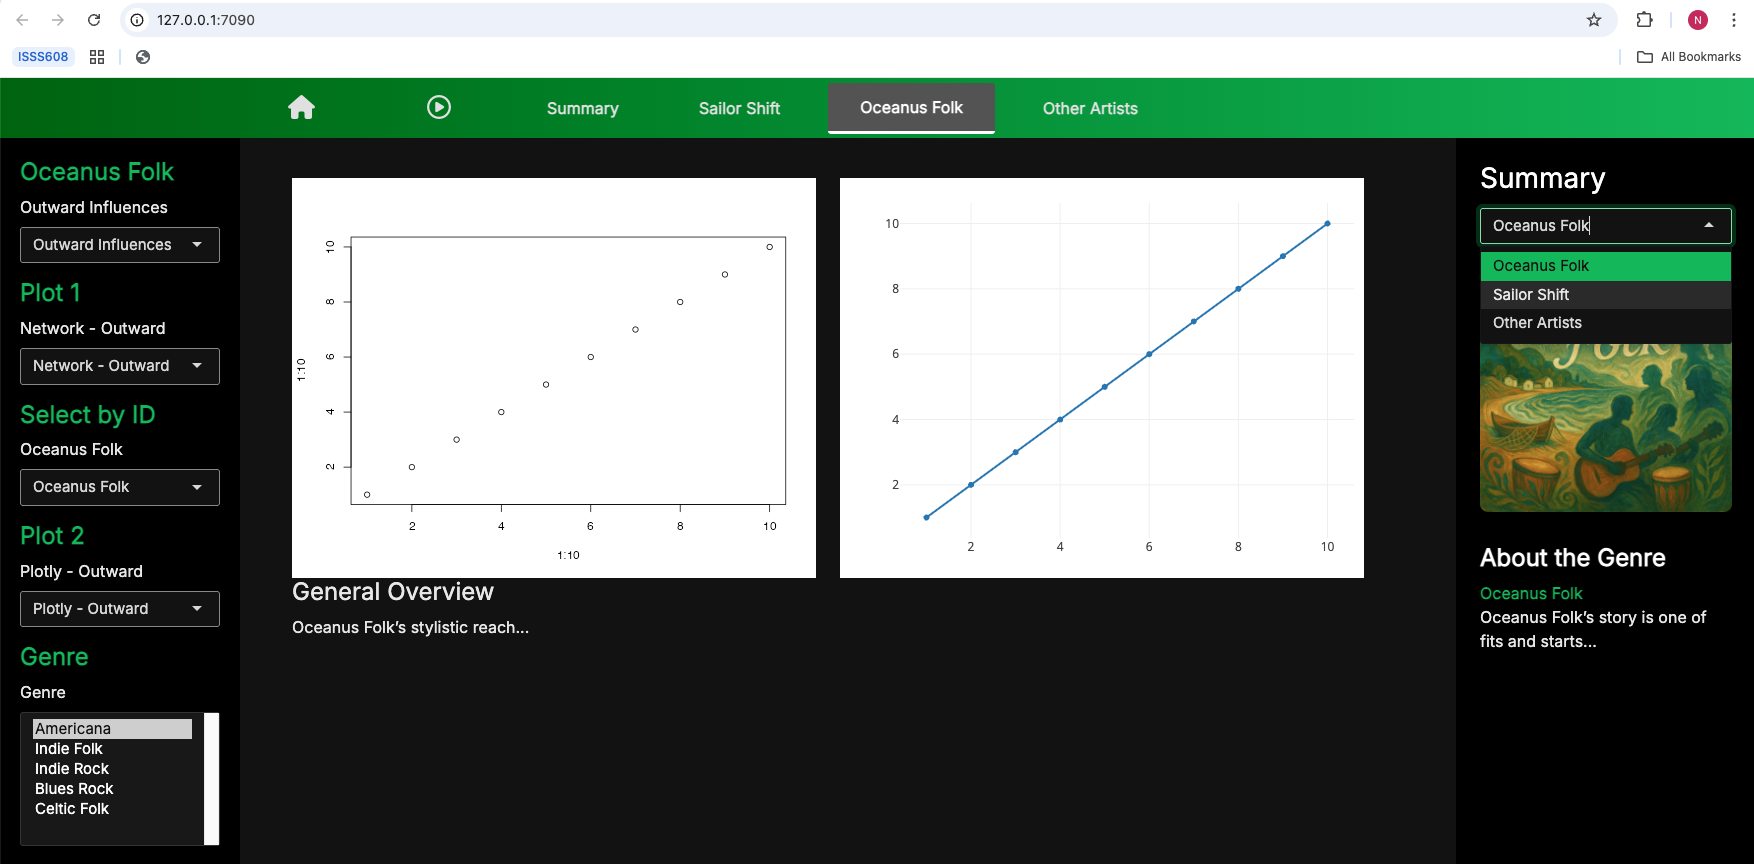 127.0.0.1:7090
N
ISSS608
All Bookmarks
Summary
Sailor Shift
Oceanus Folk
Other Artists
Oceanus Folk
Outward Influences
Outward Influences
Plot 1
Network - Outward
Network - Outward
Select by ID
Oceanus Folk
Oceanus Folk
Plot 2
Plotly - Outward
Plotly - Outward
Genre
Genre
Americana
Indie Folk
Indie Rock
Blues Rock
Celtic Folk
10
8
6
4
2
1:10
2 4 6 8 10
1:10
10
8
6
4
2
2 4 6 8 10
General Overview
Oceanus Folk’s stylistic reach...
Summary
Oceanus Folk
Oceanus Folk
Sailor Shift
Other Artists
Folk
About the Genre
Oceanus Folk
Oceanus Folk’s story is one of
fits and starts...